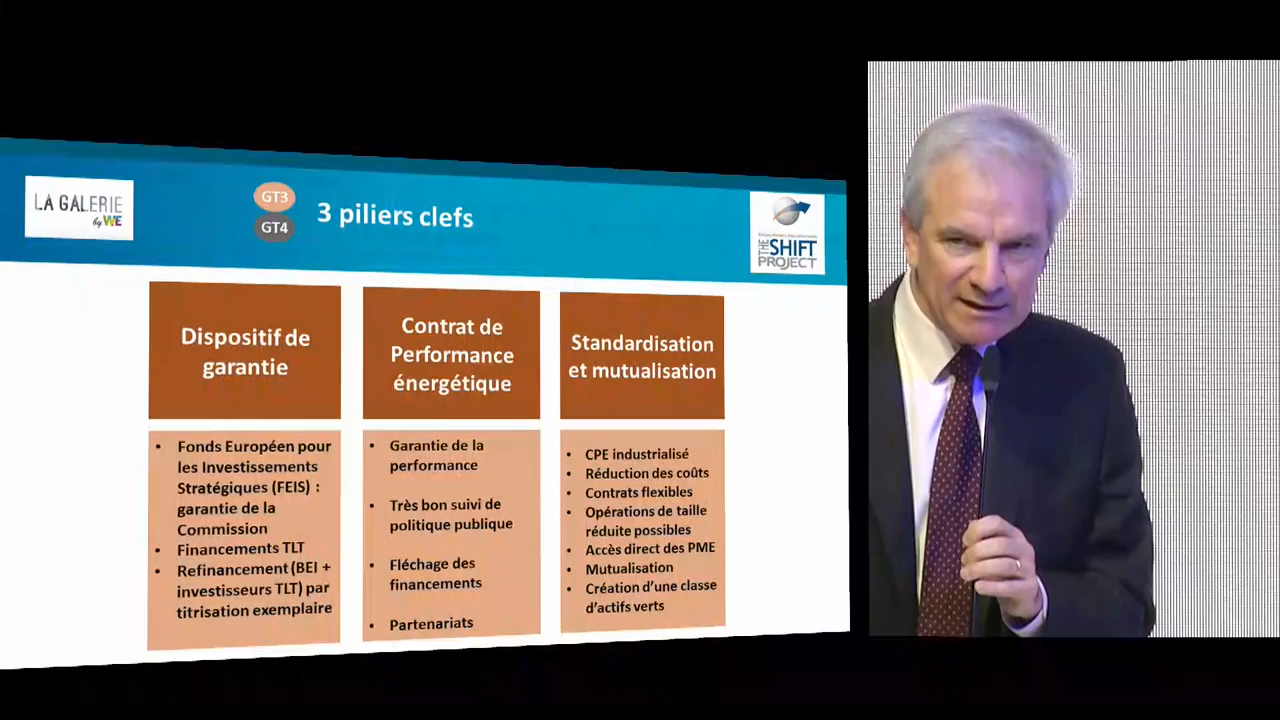 LA GALERIE
by WE
GT3
GT4
3 piliers clefs
THE SHIFT
PROJECT
Dispositif de
garantie
Fonds Européen pour
les Investissements
Stratégiques (FEIS) :
garantie de la
Commission
Financements TLT
Refinancement (BEI +
investisseurs TLT) par
titrisation exemplaire
Contrat de
Performance
énergétique
Garantie de la
performance
Très bon suivi de
politique publique
Fléchage des
financements
Partenariats
Standardisation
et mutualisation
CPE industrialisé
Réduction des coûts
Contrats flexibles
Opérations de taille
réduite possibles
Accès direct des PME
Mutualisation
Création d'une classe
d'actifs verts